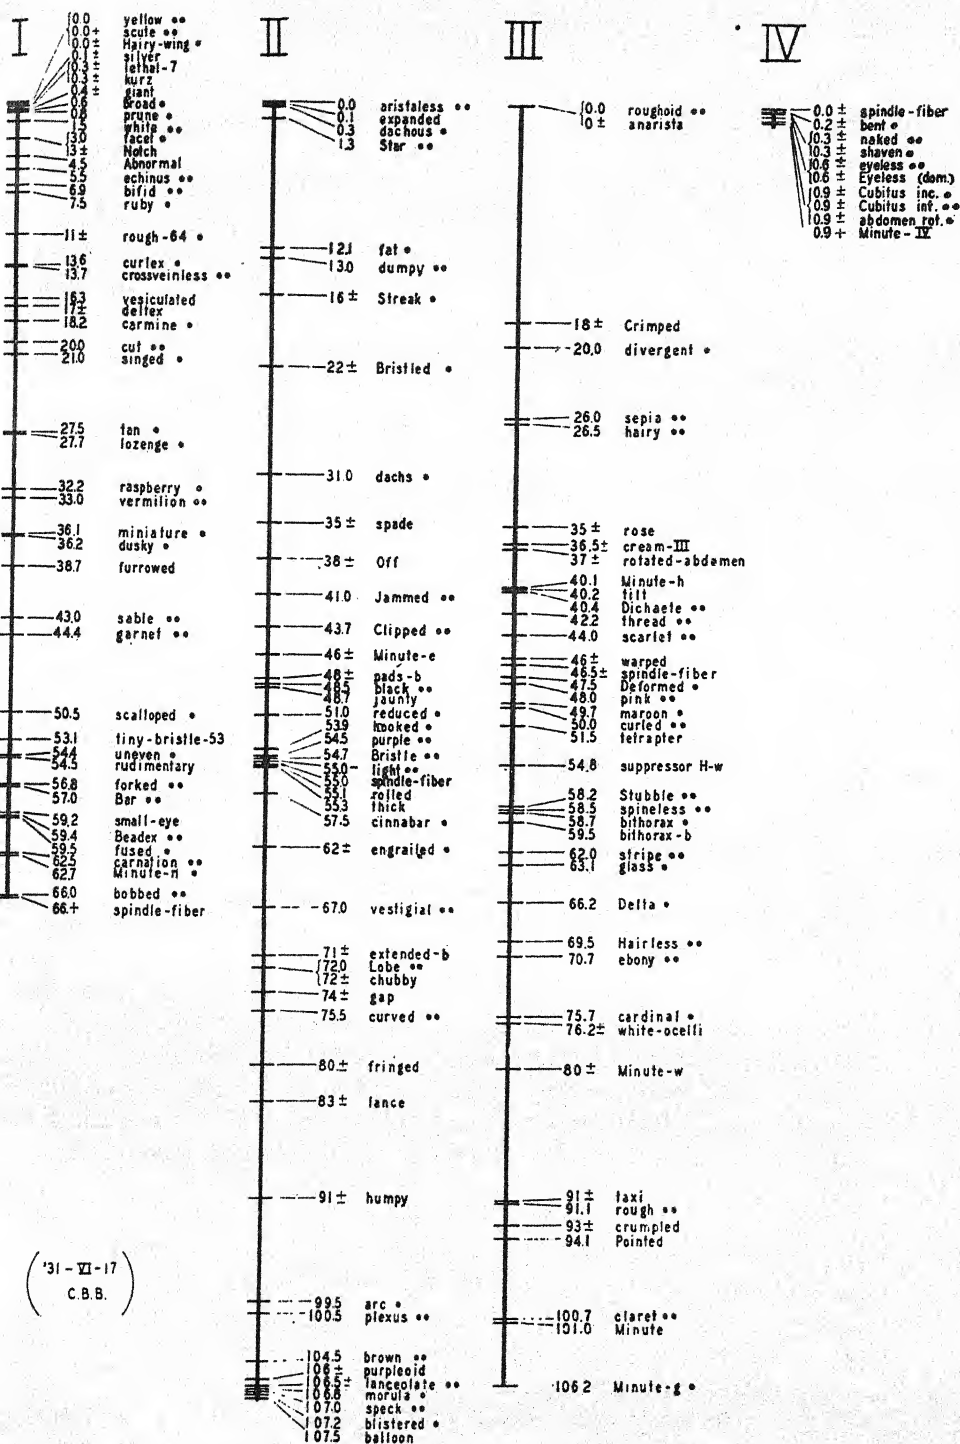 I
0.0 yellow ••
0.0+ scute ••
0.0± Hairy-wing •
0.1± silver
0.3± lethal-7
0.3± kurz
0.4± giant
0.6 broad •
0.8 prune •
1.5 white ••
3.0 facet •
3± Notch
4.5 Abnormal
5.5 echinus ••
6.9 bifid ••
7.5 ruby •
11± rough-64 •
13.6 curlex •
13.7 crossveinless ••
16.3 vesiculated
17± deltex
18.2 carmine •
20.0 cut ••
21.0 singed •
27.5 tan •
27.7 lozenge •
32.2 raspberry •
33.0 vermilion ••
36.1 miniature •
36.2 dusky •
38.7 furrowed
43.0 sable ••
44.4 garnet ••
50.5 scalloped •
53.1 tiny-bristle-53
54.4 uneven •
54.5 rudimentary
56.8 forked ••
57.0 Bar ••
59.2 small-eye
59.4 Beadex ••
59.5 fused •
62.5 carnation ••
62.7 Minute-n •
66.0 bobbed ••
66.+ spindle-fiber
('31-VI-17
C.B.B.)
II
0.0 aristaless ••
0.1 expanded
0.3 dachous •
1.3 Star ••
12.1 fat •
13.0 dumpy ••
16± Streak •
22± Bristled •
31.0 dachs •
35± spade
38± Off
41.0 Jammed ••
43.7 Clipped ••
46± Minute-e
48± pads-b
48.5 black ••
48.7 jaunty
51.0 reduced •
53.9 hooked •
54.5 purple ••
54.7 Bristle ••
55.0- light ••
55.0 spindle-fiber
55.1 rolled
55.3 thick
57.5 cinnabar •
62± engrailed •
67.0 vestigial ••
71± extended-b
72.0 Lobe ••
72± chubby
74± gap
75.5 curved ••
80± fringed
83± lance
91± humpy
99.5 arc •
100.5 plexus ••
104.5 brown ••
106± purpleoid
106.5± lanceolate ••
106.8 morula •
107.0 speck ••
107.2 blistered •
107.5 balloon
III
0.0 roughoid ••
0± anarista
18± Crimped
20.0 divergent •
26.0 sepia ••
26.5 hairy ••
35± rose
36.5± cream-III
37± rotated-abdomen
40.1 Minute-h
40.2 tilt
40.4 Dichaete ••
42.2 thread ••
44.0 scarlet ••
46± warped
46.5± spindle-fiber
47.5 Deformed •
48.0 pink ••
49.7 maroon •
50.0 curled ••
51.5 tetrapter
54.8 suppressor H-w
58.2 Stubble ••
58.5 spineless ••
58.7 bithorax •
59.5 bithorax-b
62.0 stripe ••
63.1 glass •
66.2 Delta •
69.5 Hairless ••
70.7 ebony ••
75.7 cardinal •
76.2± white-ocelli
80± Minute-w
91± taxi
91.1 rough ••
93± crumpled
94.1 Pointed
100.7 claret ••
101.0 Minute
106.2 Minute-g •
IV
0.0± spindle-fiber
0.2± bent •
0.3± naked ••
0.3± shaven •
0.6± eyeless ••
0.6± Eyeless (dom.)
0.9± Cubitus inc. •
0.9± Cubitus int. ••
0.9± abdomen rot. •
0.9+ Minute-IV